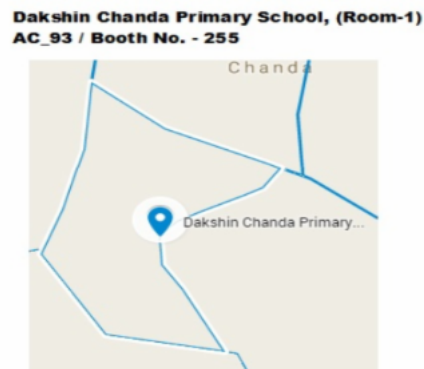 Dakshin Chanda Primary School, (Room-1)
AC_93 / Booth No. - 255
Chanda
Dakshin Chanda Primary...